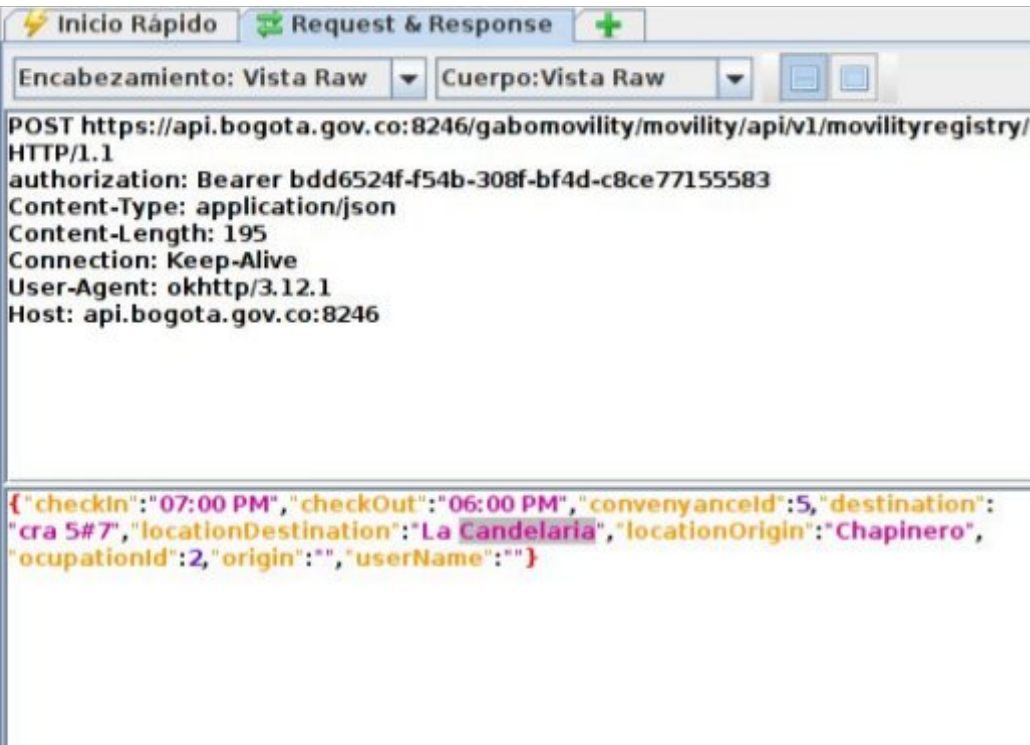 Inicio Rápido Request & Response
Encabezamiento: Vista Raw Cuerpo:Vista Raw
POST https://api.bogota.gov.co:8246/gabomovility/movility/api/v1/movilityregistry/
HTTP/1.1
authorization: Bearer bdd6524f-f54b-308f-bf4d-c8ce77155583
Content-Type: application/json
Content-Length: 195
Connection: Keep-Alive
User-Agent: okhttp/3.12.1
Host: api.bogota.gov.co:8246
{"checkIn":"07:00 PM","checkOut":"06:00 PM","convenyanceId":5,"destination":
"cra 5#7","locationDestination":"La Candelaria","locationOrigin":"Chapinero",
"ocupationId":2,"origin":"","userName":""}